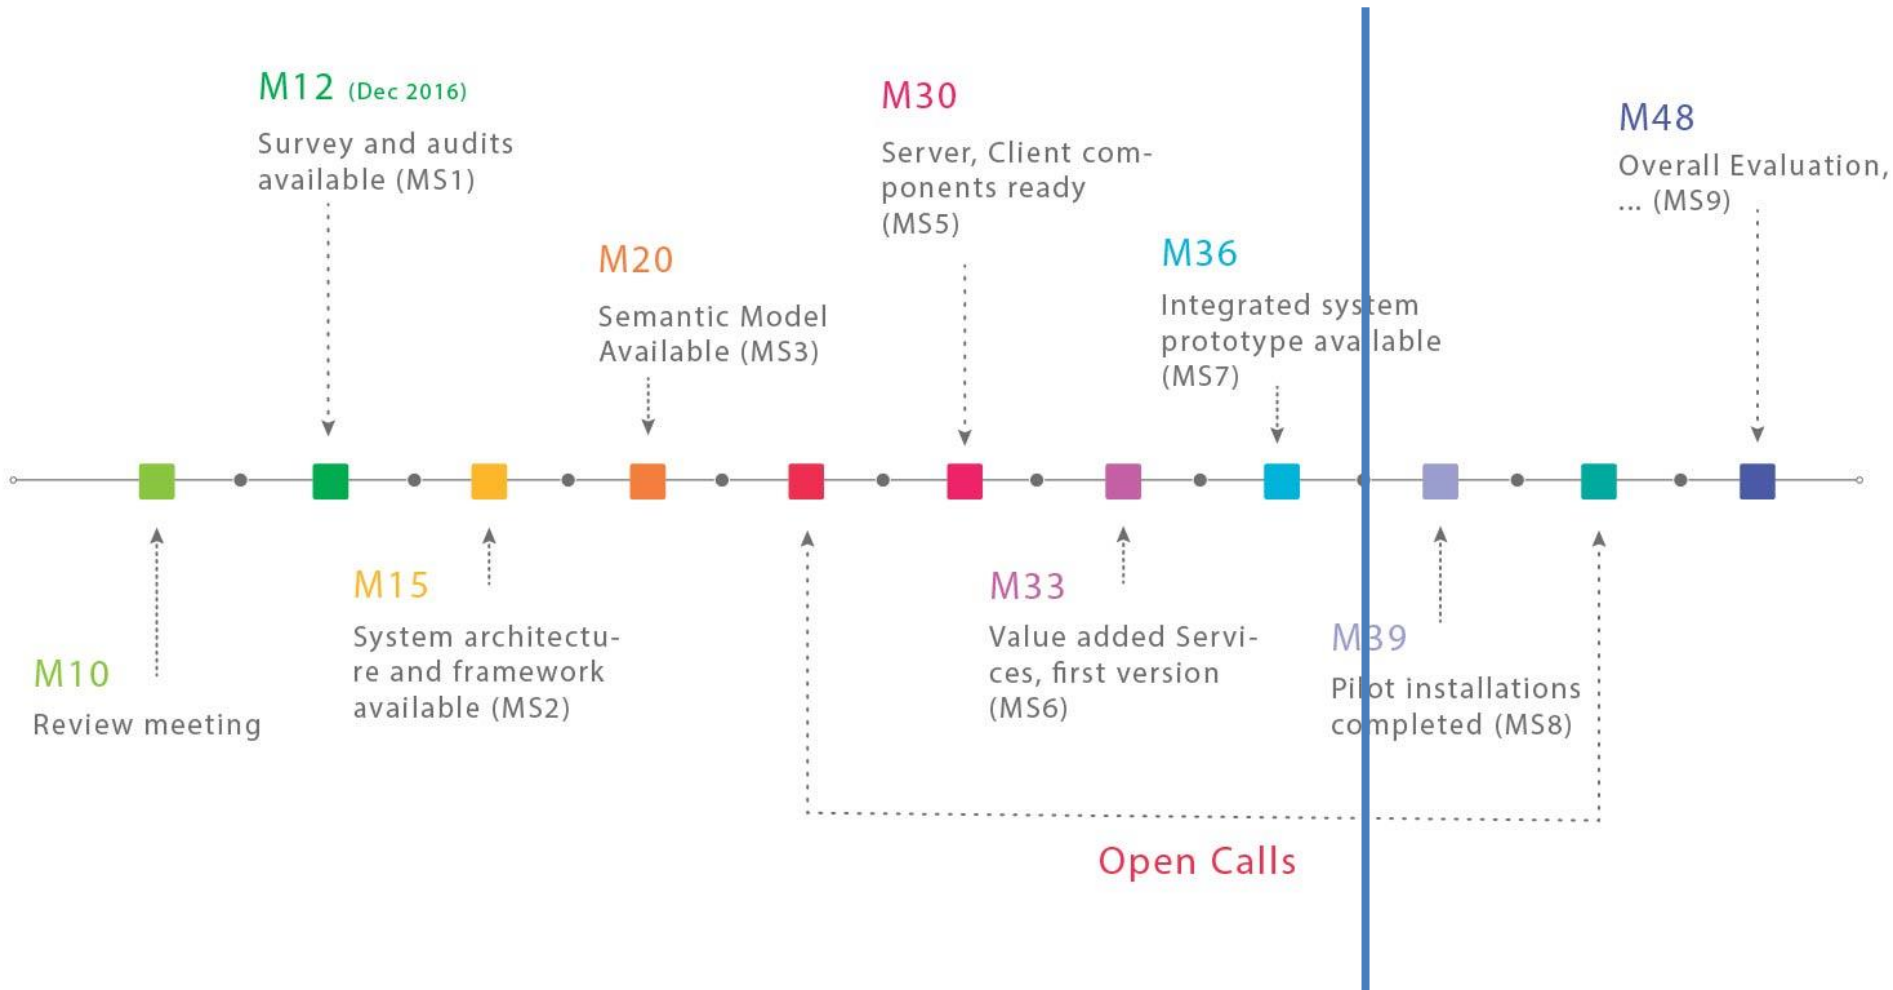 M12 (Dec 2016)
Survey and audits
available (MS1)
M30
Server, Client com-
ponents ready
(MS5)
M48
Overall Evaluation,
... (MS9)
M20
Semantic Model
Available (MS3)
M36
Integrated system
prototype available
(MS7)
M10
Review meeting
M15
System architectu-
re and framework
available (MS2)
M33
Value added Servi-
ces, first version
(MS6)
M39
Pilot installations
completed (MS8)
Open Calls